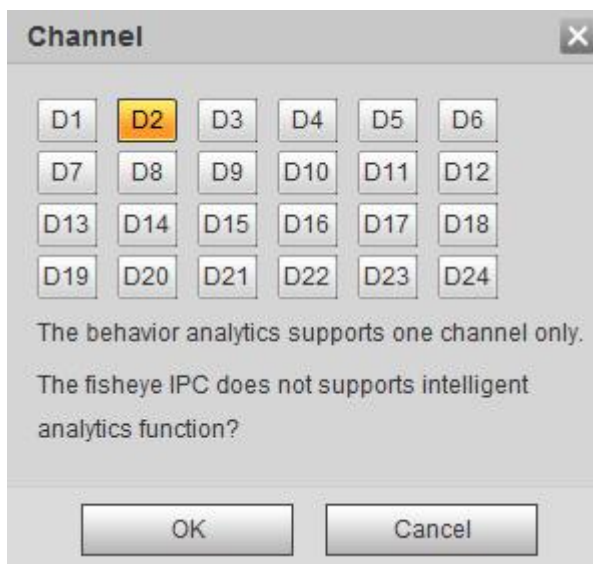 Channel
D1 D2 D3 D4 D5 D6
D7 D8 D9 D10 D11 D12
D13 D14 D15 D16 D17 D18
D19 D20 D21 D22 D23 D24
The behavior analytics supports one channel only.
The fisheye IPC does not supports intelligent
analytics function?
OK Cancel